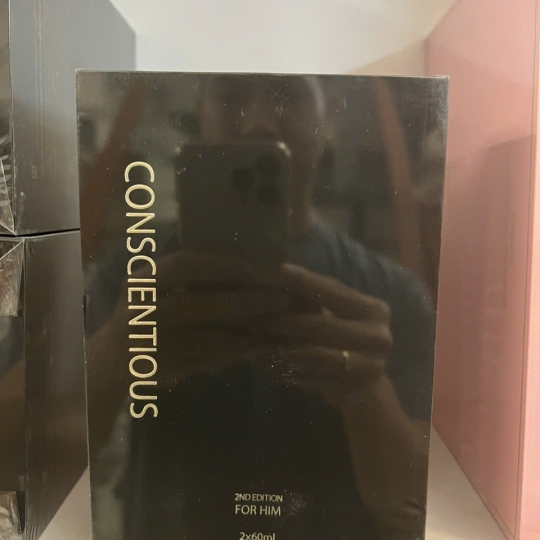 CONSCIENTIOUS
2ND EDITION
FOR HIM
2x60ml